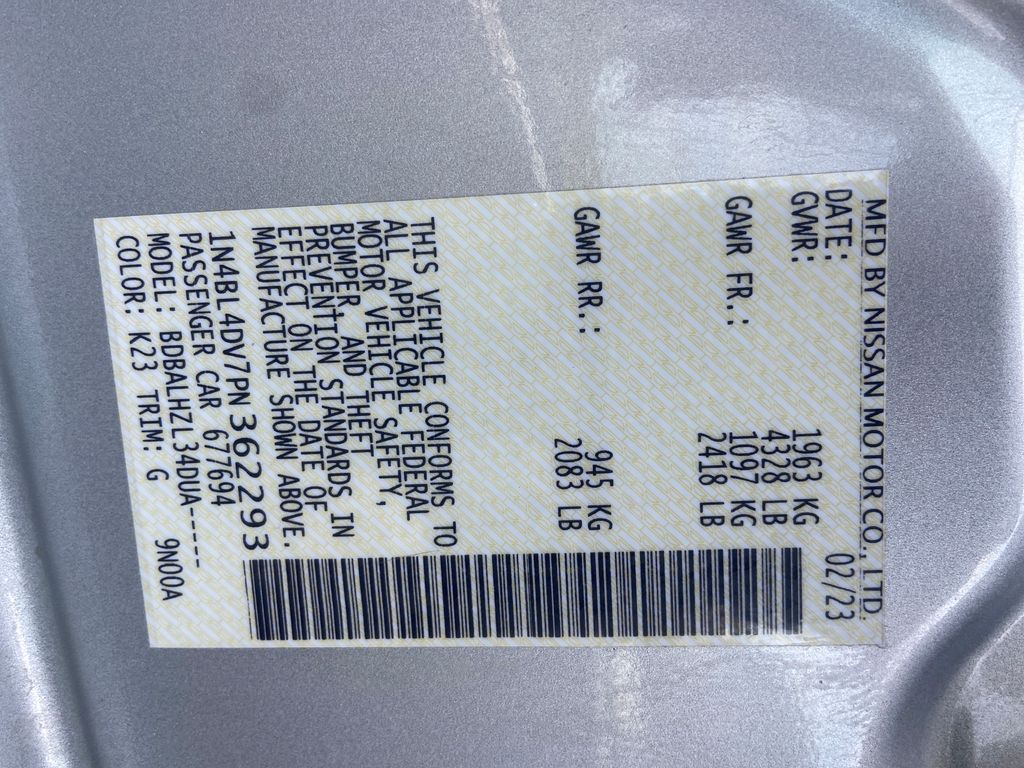 MFD BY NISSAN MOTOR CO., LTD.
DATE: 02/23
GVWR: 1963 KG
4328 LB
GAWR FR.: 1097 KG
2418 LB
GAWR RR.: 945 KG
2083 LB
THIS VEHICLE CONFORMS TO
ALL APPLICABLE FEDERAL
MOTOR VEHICLE SAFETY,
BUMPER, AND THEFT
PREVENTION STANDARDS IN
EFFECT ON THE DATE OF
MANUFACTURE SHOWN ABOVE.
1N4BL4DV7PN362293
PASSENGER CAR 677694
MODEL: BDBALHZL34DUA-----
COLOR: K23 TRIM: G 9N00A